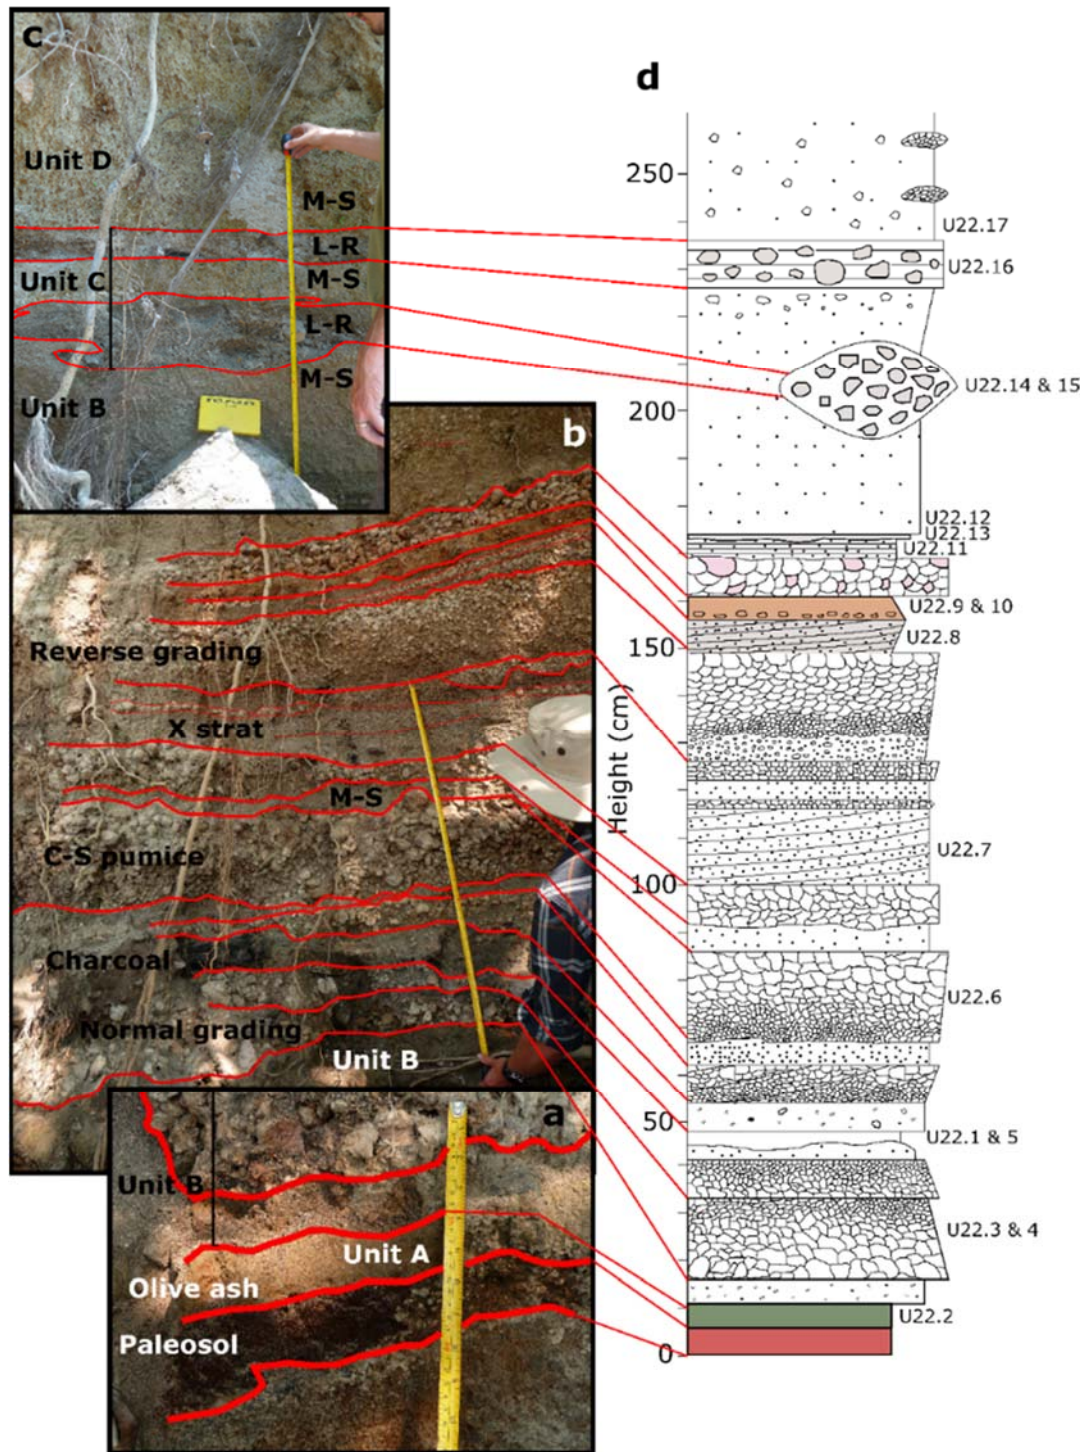 c
Unit D
M-S
L-R
Unit C
M-S
L-R
M-S
Unit B
b
Reverse grading
X strat
M-S
C-S pumice
Charcoal
Normal grading
Unit B
a
Unit B
Unit A
Olive ash
Paleosol
d
250
U22.17
U22.16
U22.14 & 15
200
U22.12
U22.13
U22.11
U22.9 & 10
U22.8
150
Height (cm)
U22.7
100
U22.6
50
U22.1 & 5
U22.3 & 4
U22.2
0